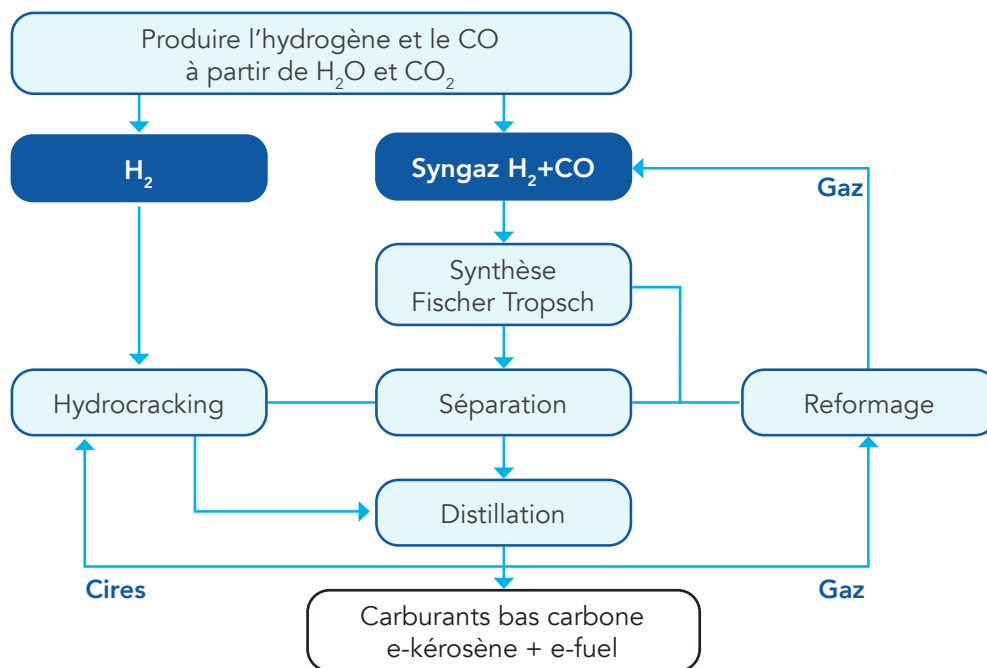 Produire l'hydrogène et le CO
à partir de H₂O et CO₂
H₂
Syngaz H₂+CO
Gaz
Synthèse
Fischer Tropsch
Hydrocracking
Séparation
Reformage
Distillation
Cires
Gaz
Carburants bas carbone
e-kérosène + e-fuel